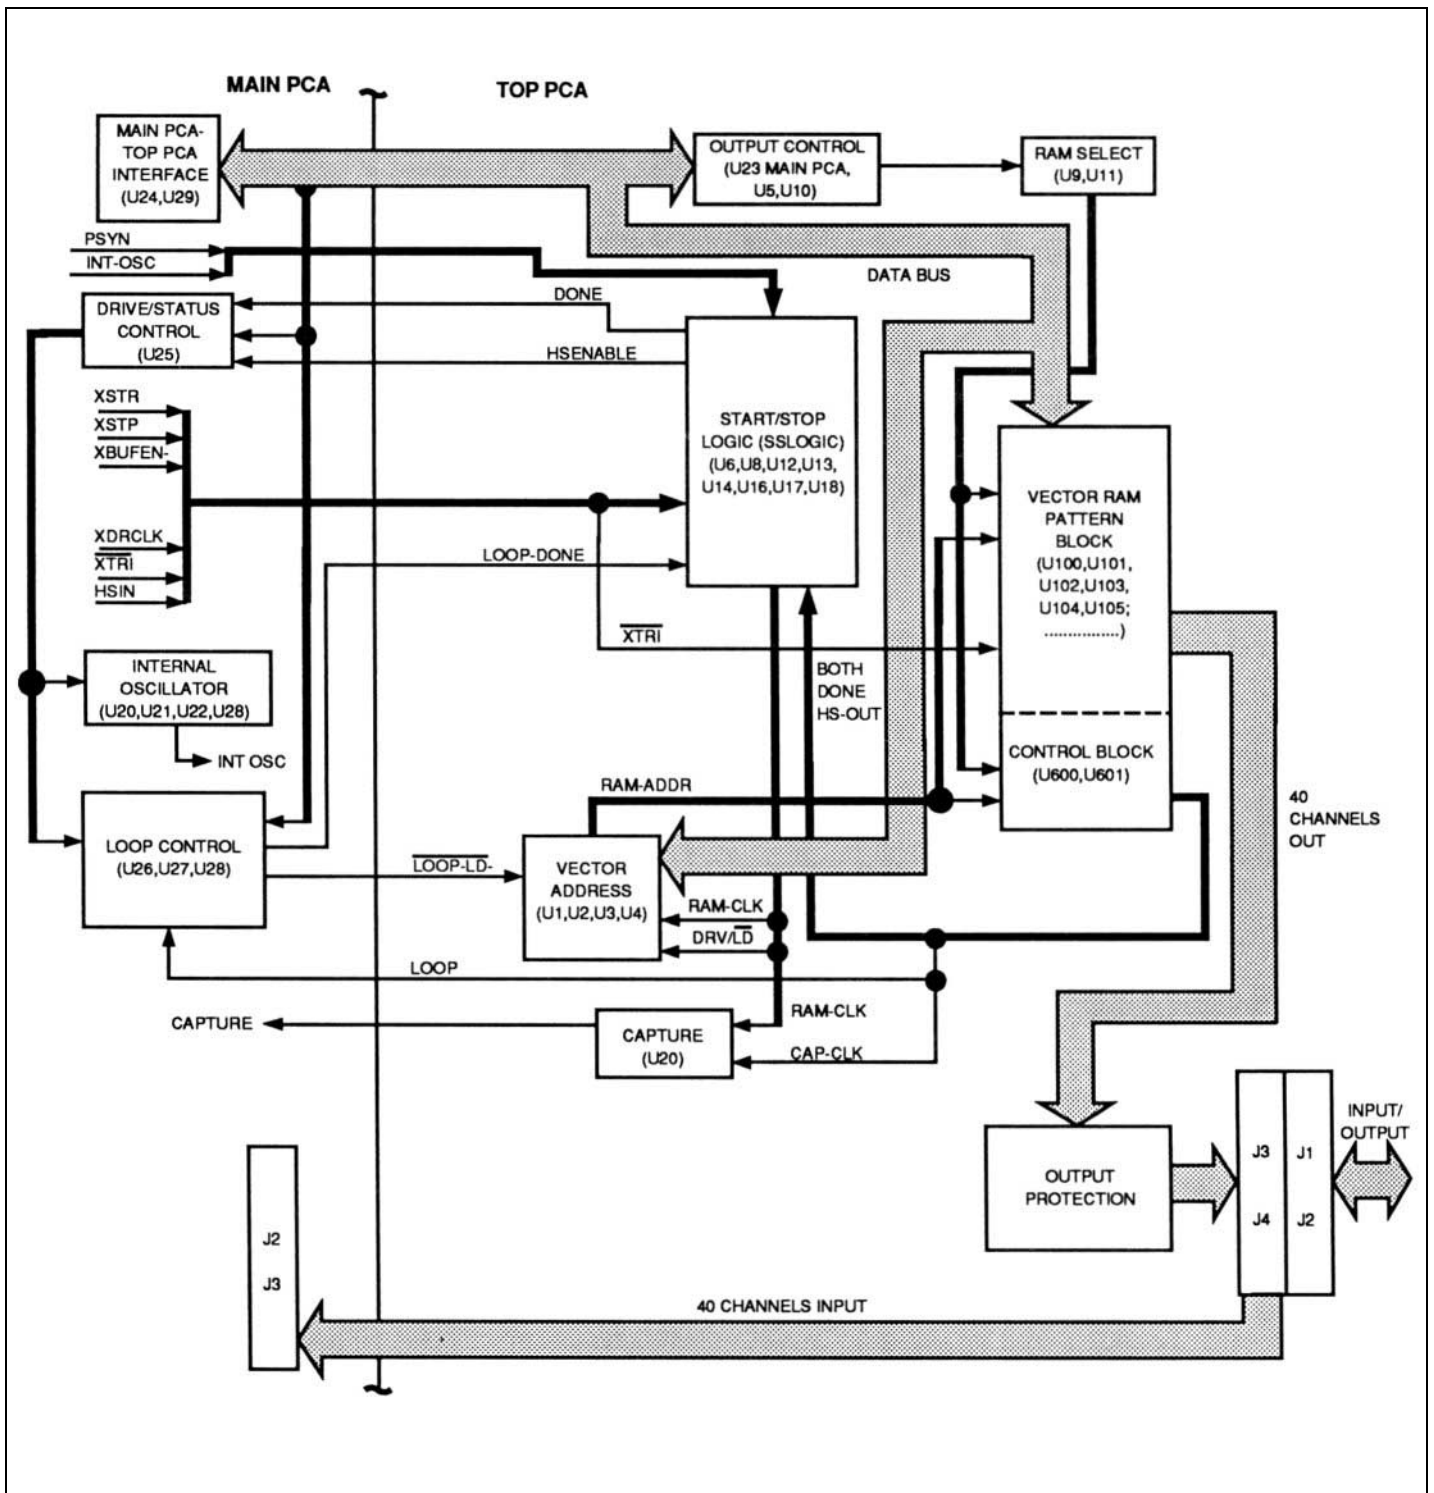 MAIN PCA
TOP PCA
MAIN PCA-
TOP PCA
INTERFACE
(U24,U29)
OUTPUT CONTROL
(U23 MAIN PCA,
U5,U10)
RAM SELECT
(U9,U11)
PSYN
INT-OSC
DATA BUS
DONE
DRIVE/STATUS
CONTROL
(U25)
HSENABLE
XSTR
XSTP
XBUFEN-
XDRCLK
XTRI
HSIN
START/STOP
LOGIC (SSLOGIC)
(U6,U8,U12,U13,
U14,U16,U17,U18)
VECTOR RAM
PATTERN
BLOCK
(U100,U101,
U102,U103,
U104,U105;
................)
LOOP-DONE
XTRI
BOTH
DONE
HS-OUT
INTERNAL
OSCILLATOR
(U20,U21,U22,U28)
INT OSC
CONTROL BLOCK
(U600,U601)
RAM-ADDR
40
CHANNELS
OUT
LOOP CONTROL
(U26,U27,U28)
LOOP-LD-
VECTOR
ADDRESS
(U1,U2,U3,U4)
RAM-CLK
DRV/LD
LOOP
CAPTURE
CAPTURE
(U20)
RAM-CLK
CAP-CLK
OUTPUT
PROTECTION
J3
J4
J1
J2
INPUT/
OUTPUT
J2
J3
40 CHANNELS INPUT